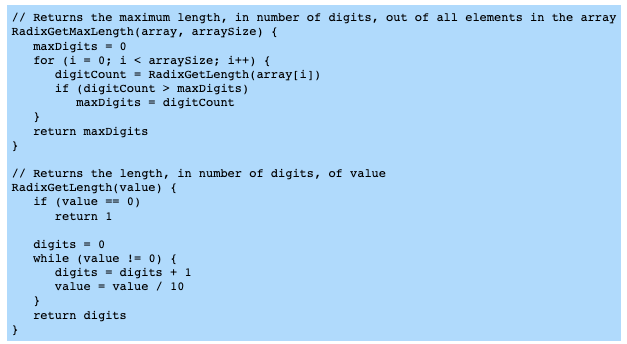 // Returns the maximum length, in number of digits, out of all elements in the array
RadixGetMaxLength(array, arraySize) {
   maxDigits = 0
   for (i = 0; i < arraySize; i++) {
      digitCount = RadixGetLength(array[i])
      if (digitCount > maxDigits)
         maxDigits = digitCount
   }
   return maxDigits
}

// Returns the length, in number of digits, of value
RadixGetLength(value) {
   if (value == 0)
      return 1

   digits = 0
   while (value != 0) {
      digits = digits + 1
      value = value / 10
   }
   return digits
}